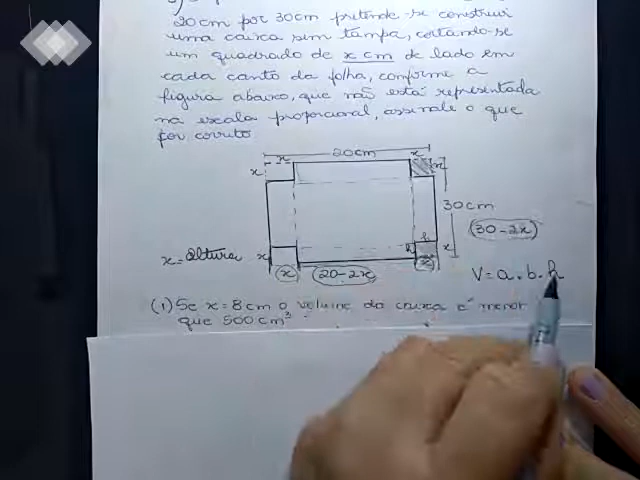 20cm por 30cm pretende-se construir
uma caixa sem tampa, cortando-se
um quadrado de x cm de lado em
cada canto da folha, conforme a
figura abaixo, que não está representada
na escala proporcional, assinale o que
for correto
x 20cm x
x
30cm
(30-2x)
x = altura x x
x 20-2x x
V = a . b . h
(1) Se x = 8cm o volume da caixa é menor
que 500 cm³